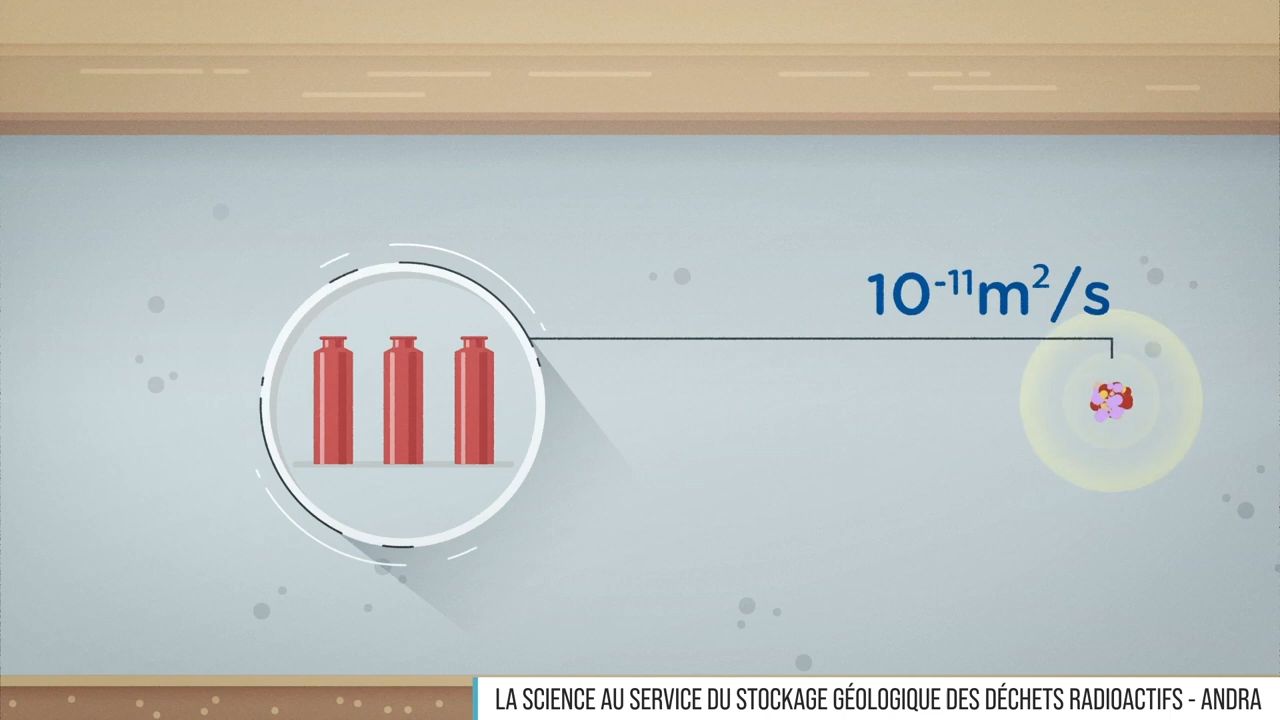 10⁻¹¹m²/s
LA SCIENCE AU SERVICE DU STOCKAGE GÉOLOGIQUE DES DÉCHETS RADIOACTIFS - ANDRA